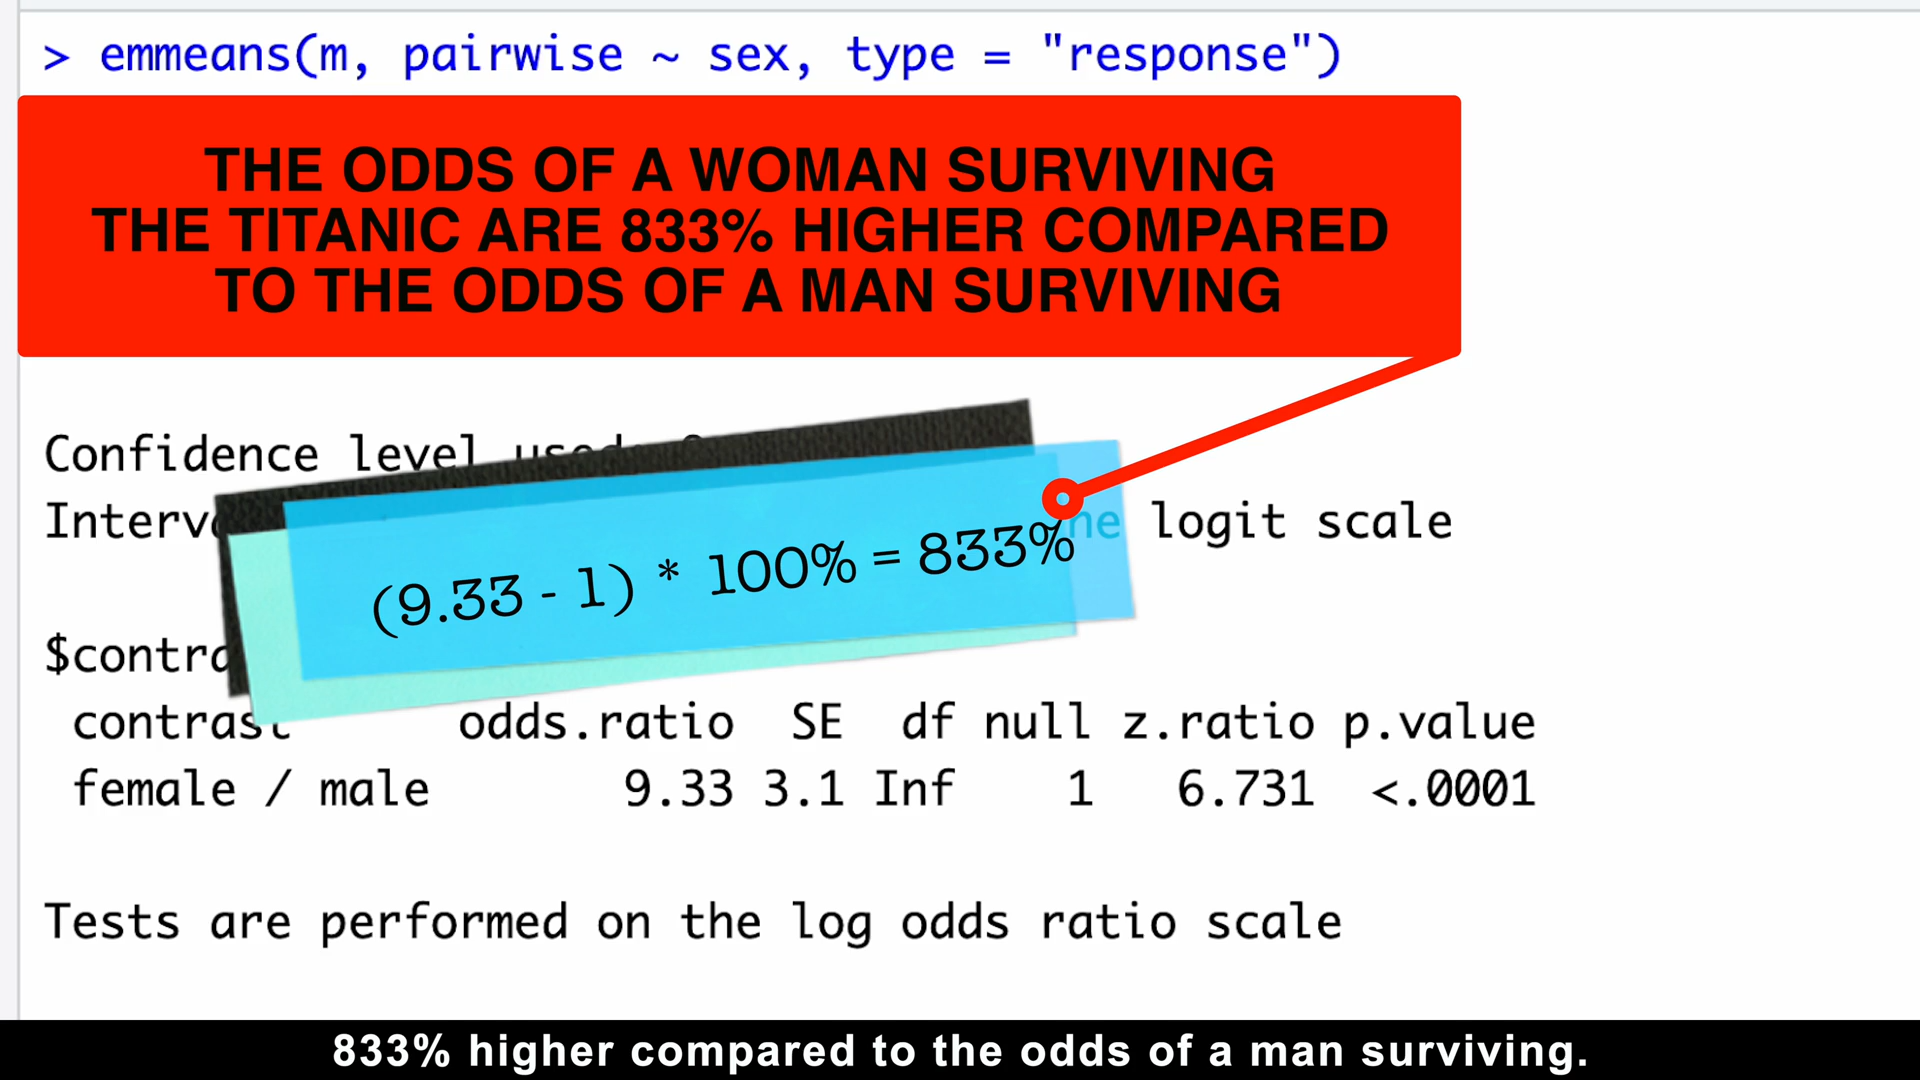 > emmeans(m, pairwise ~ sex, type = "response")
THE ODDS OF A WOMAN SURVIVING
THE TITANIC ARE 833% HIGHER COMPARED
TO THE ODDS OF A MAN SURVIVING
Confidence level used
logit scale
(9.33 - 1) * 100% = 833%
contrast odds.ratio SE df null z.ratio p.value
female / male 9.33 3.1 Inf 1 6.731 <.0001
Tests are performed on the log odds ratio scale
833% higher compared to the odds of a man surviving.